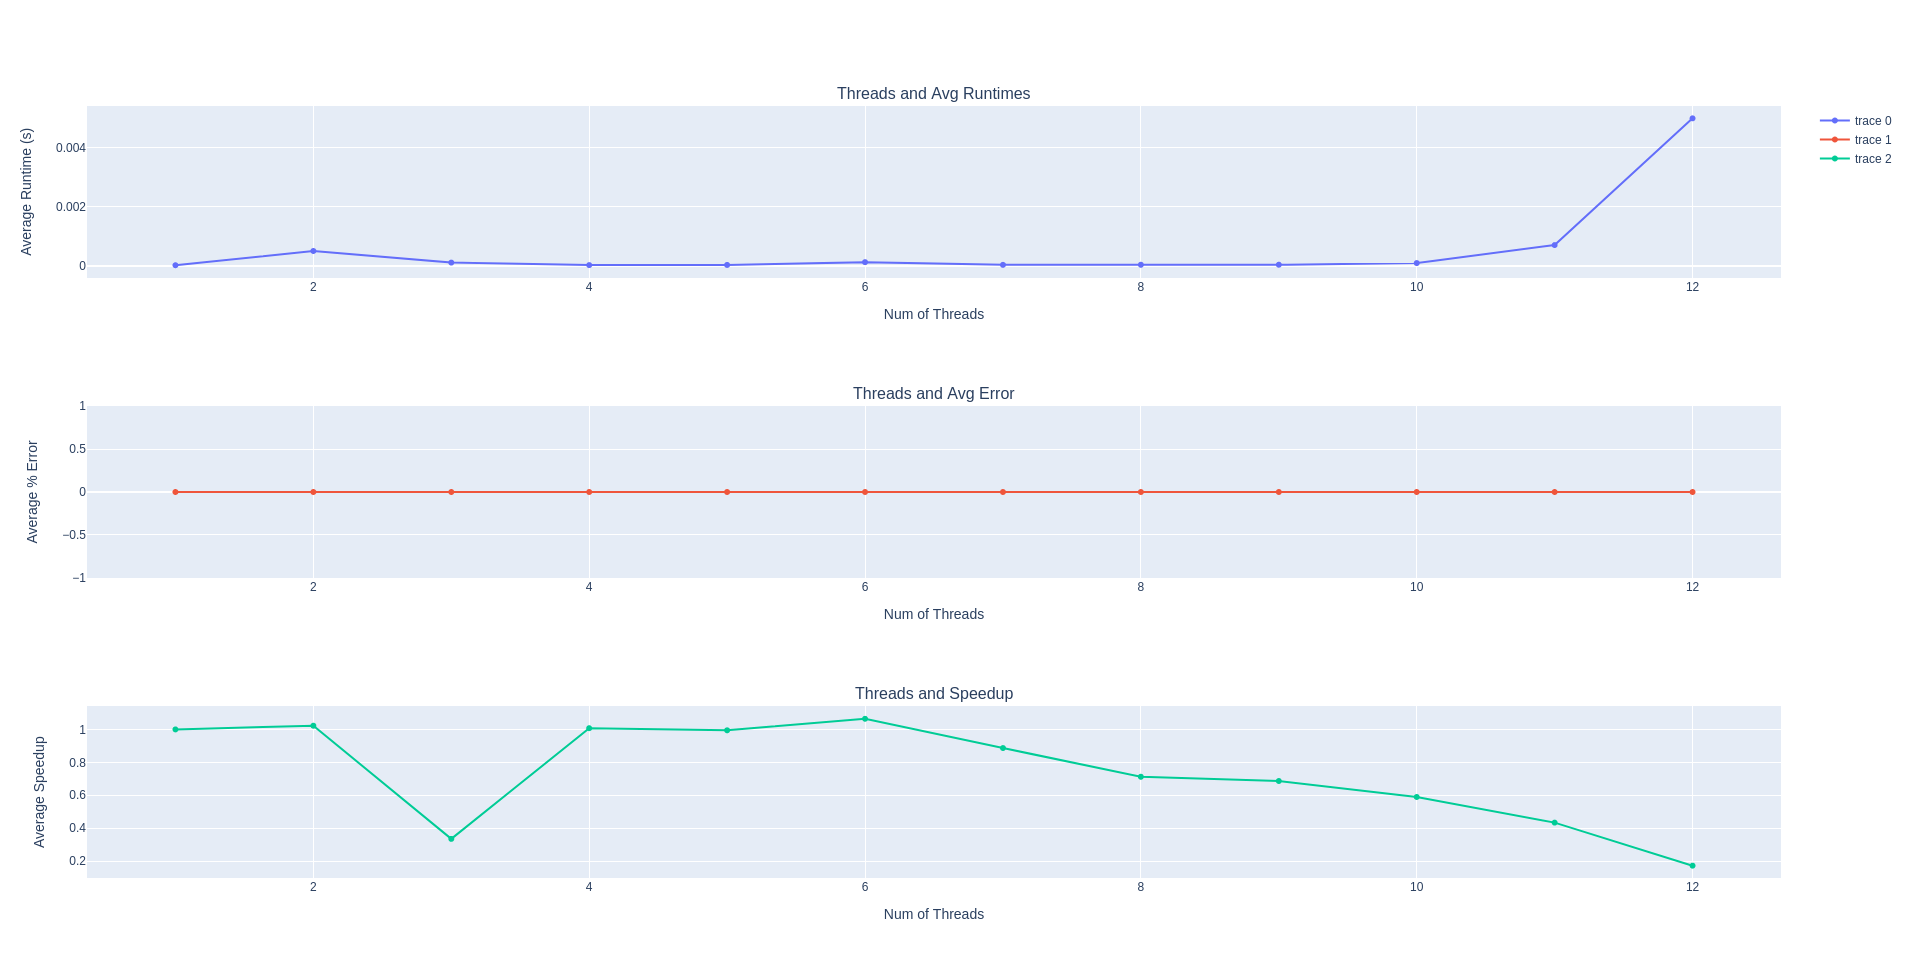 Threads and Avg Runtimes
Average Runtime (s)
0.004
0.002
0
2 4 6 8 10 12
Num of Threads
trace 0
trace 1
trace 2
Threads and Avg Error
Average % Error
1
0.5
0
−0.5
−1
2 4 6 8 10 12
Num of Threads
Threads and Speedup
Average Speedup
1
0.8
0.6
0.4
0.2
2 4 6 8 10 12
Num of Threads